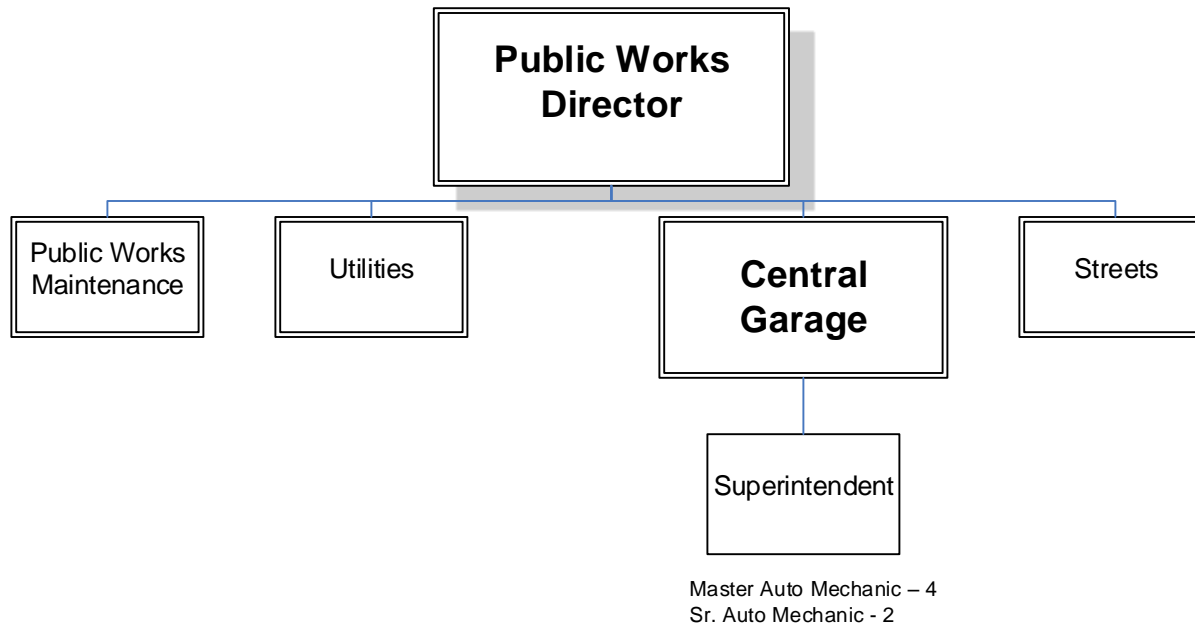 Public Works
Director
Public Works
Maintenance
Utilities
Central
Garage
Streets
Superintendent
Master Auto Mechanic – 4
Sr. Auto Mechanic - 2